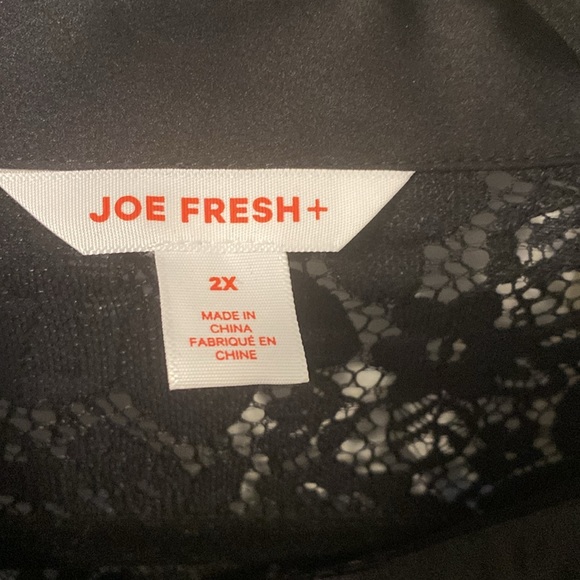 JOE FRESH+
2X
MADE IN
CHINA
FABRIQUÉ EN
CHINE